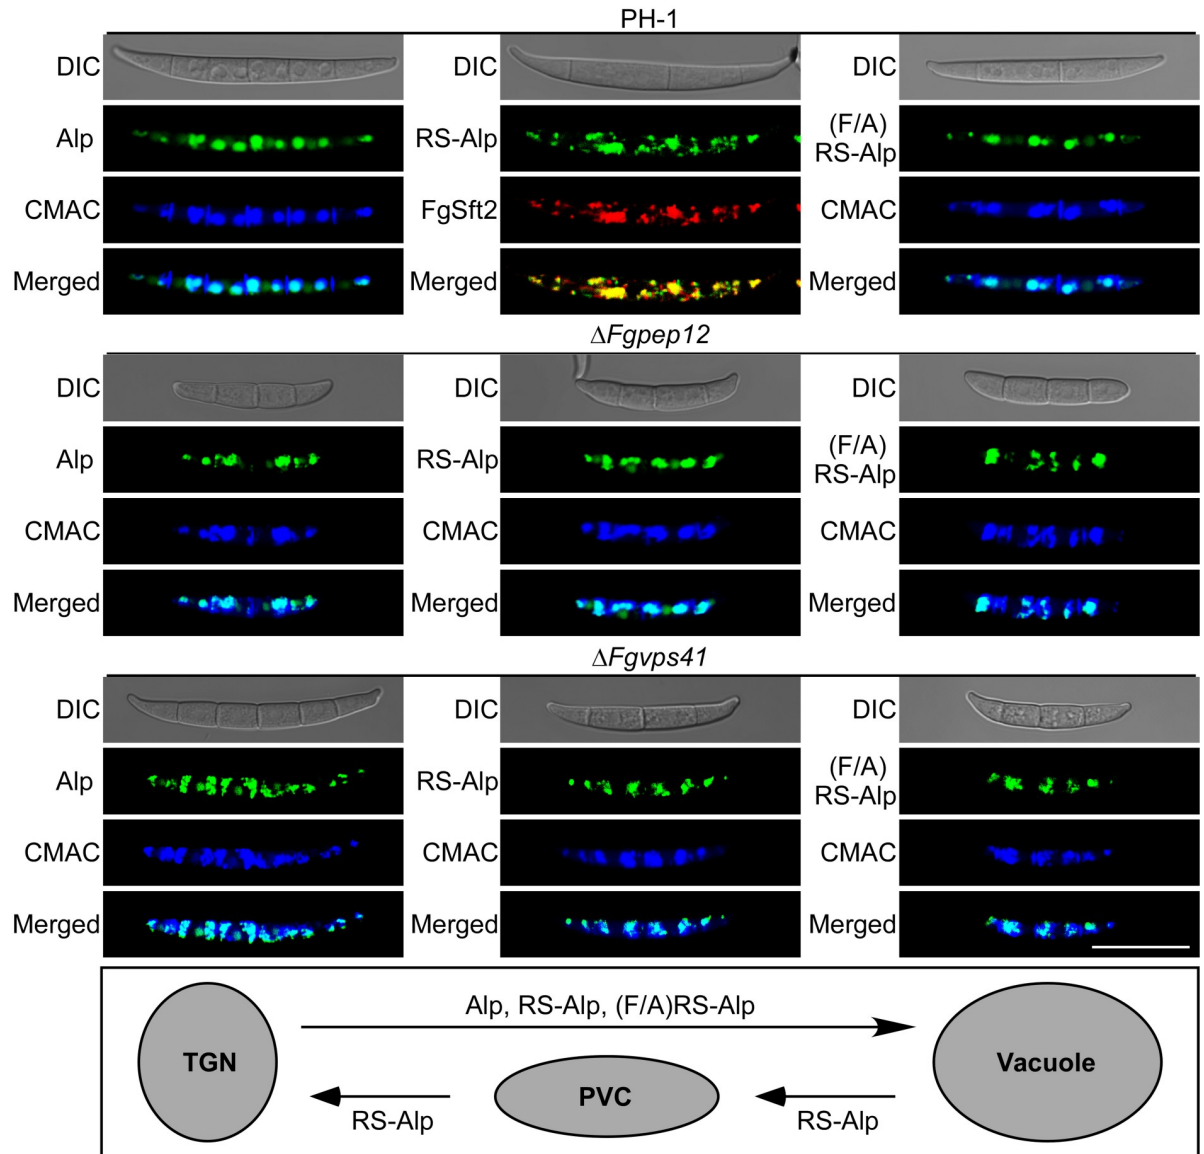 PH-1
DIC
DIC
DIC
Alp
RS-Alp
(F/A)
RS-Alp
CMAC
FgSft2
CMAC
Merged
Merged
Merged
ΔFgpep12
DIC
DIC
DIC
Alp
RS-Alp
(F/A)
RS-Alp
CMAC
CMAC
CMAC
Merged
Merged
Merged
ΔFgvps41
DIC
DIC
DIC
Alp
RS-Alp
(F/A)
RS-Alp
CMAC
CMAC
CMAC
Merged
Merged
Merged
Alp, RS-Alp, (F/A)RS-Alp
TGN
Vacuole
PVC
RS-Alp
RS-Alp